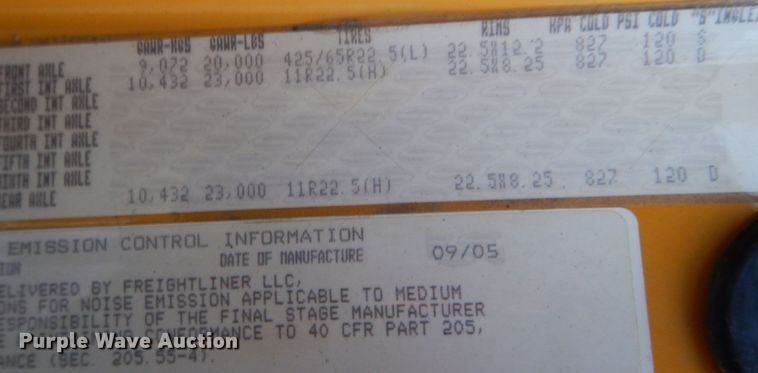 GAWR-KGS GAWR-LBS TIRES RIMS KPA COLD PSI COLD "S"INGLE
FRONT AXLE 9,072 20,000 425/65R22.5(L) 22.5X12.2 827 120 S
FIRST INT AXLE 10,432 23,000 11R22.5(H) 22.5X8.25 827 120 D
SECOND INT AXLE
THIRD INT AXLE
FOURTH INT AXLE
FIFTH INT AXLE
SIXTH INT AXLE
REAR AXLE 10,432 23,000 11R22.5(H) 22.5X8.25 827 120 D
EMISSION CONTROL INFORMATION
DATE OF MANUFACTURE 09/05
DELIVERED BY FREIGHTLINER LLC,
ONS FOR NOISE EMISSION APPLICABLE TO MEDIUM
RESPONSIBILITY OF THE FINAL STAGE MANUFACTURER
CONFORMANCE TO 40 CFR PART 205,
ANCE (SEC. 205.55-4).
Purple Wave Auction